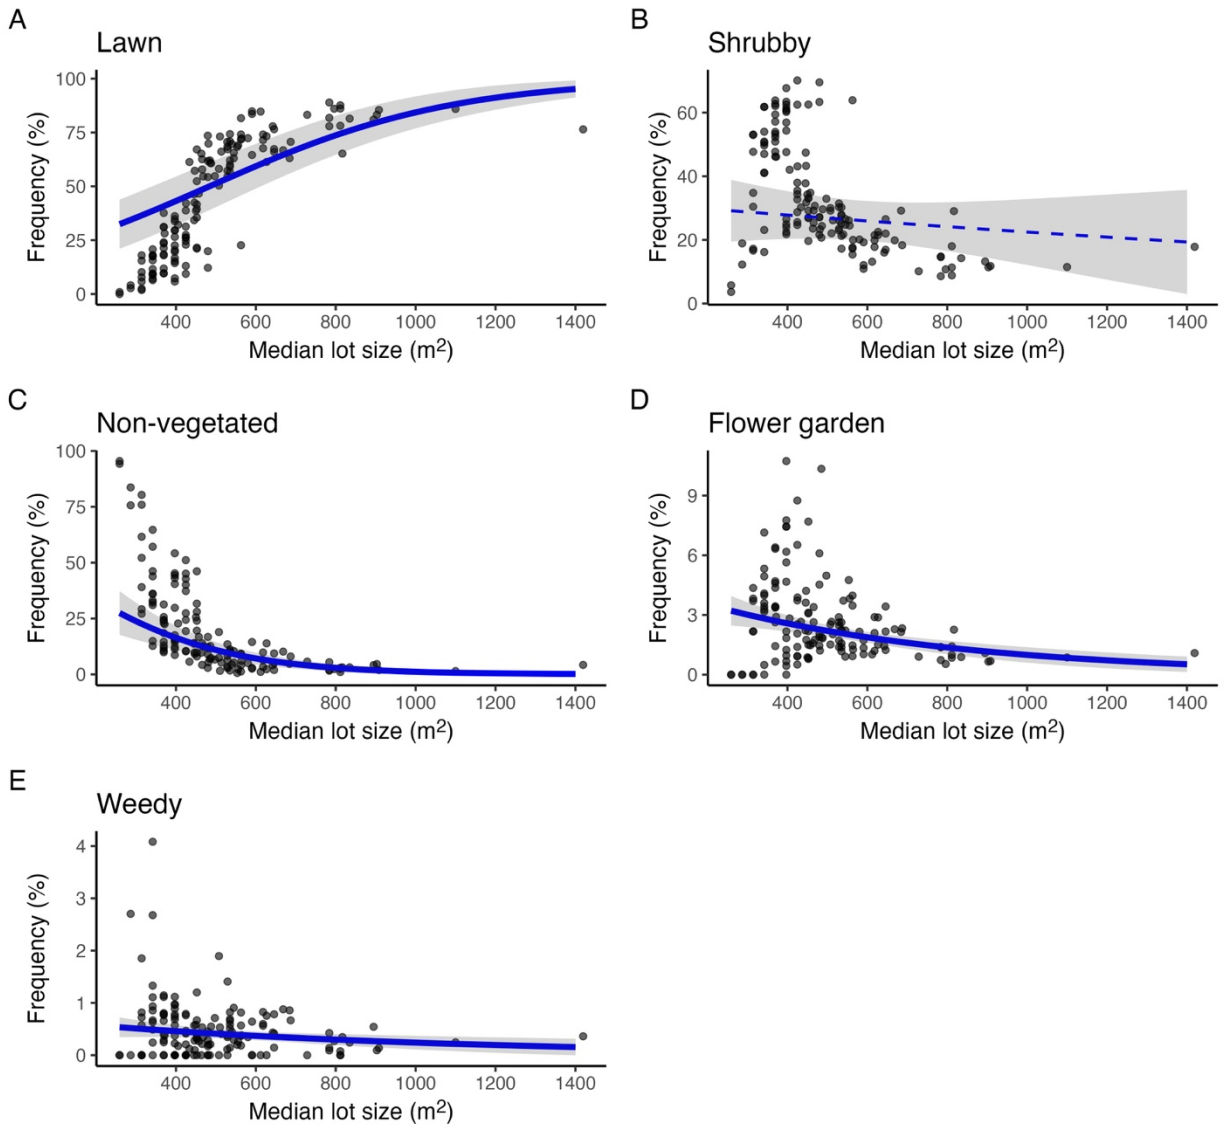 A
Lawn
Frequency (%)
100
75
50
25
0
400 600 800 1000 1200 1400
Median lot size (m²)
B
Shrubby
Frequency (%)
60
40
20
0
400 600 800 1000 1200 1400
Median lot size (m²)
C
Non-vegetated
Frequency (%)
100
75
50
25
0
400 600 800 1000 1200 1400
Median lot size (m²)
D
Flower garden
Frequency (%)
9
6
3
0
400 600 800 1000 1200 1400
Median lot size (m²)
E
Weedy
Frequency (%)
4
3
2
1
0
400 600 800 1000 1200 1400
Median lot size (m²)